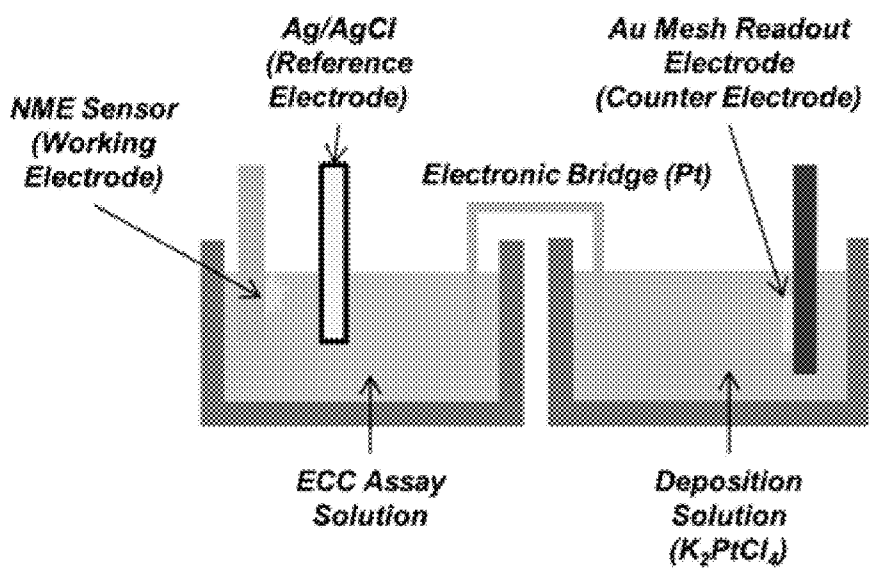 Ag/AgCl
(Reference
Electrode)
Au Mesh Readout
Electrode
(Counter Electrode)
NME Sensor
(Working
Electrode)
Electronic Bridge (Pt)
ECC Assay
Solution
Deposition
Solution
(K₂PtCl₄)